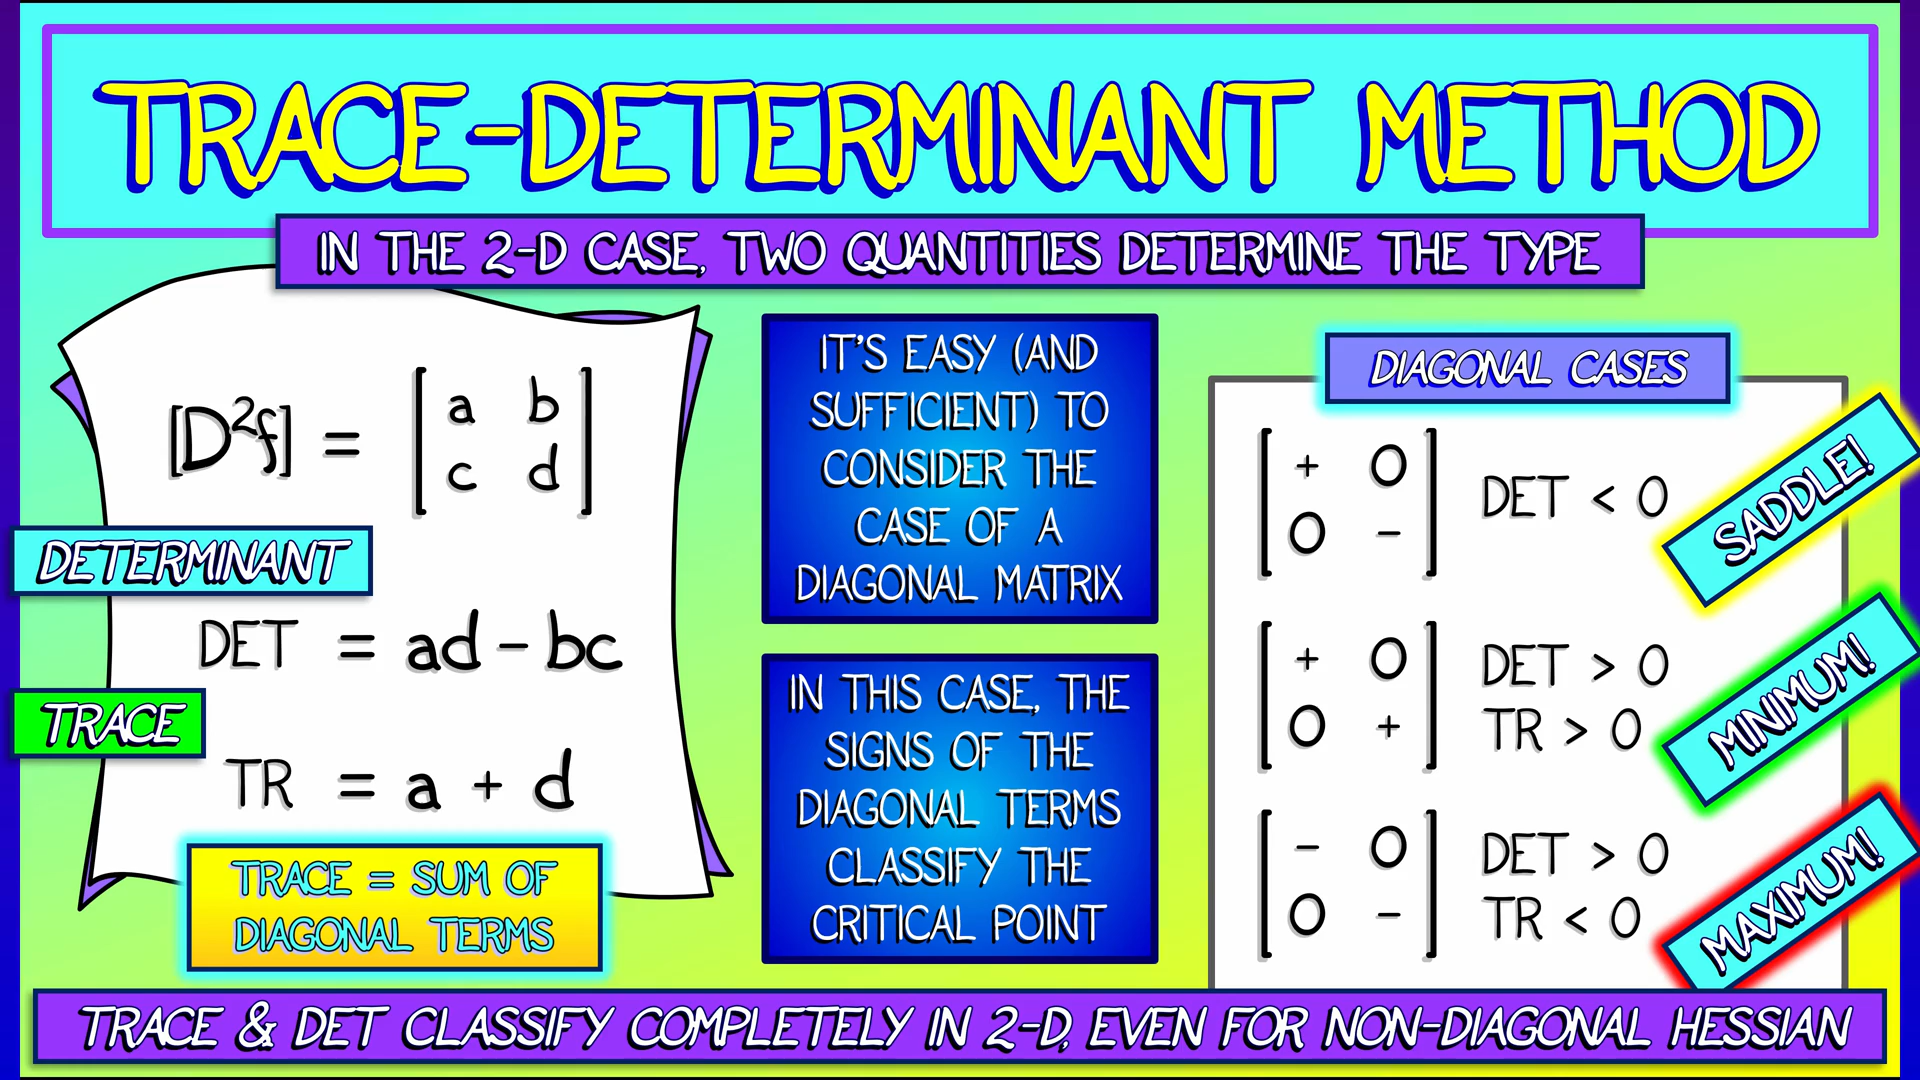 TRACE-DETERMINANT METHOD
IN THE 2-D CASE, TWO QUANTITIES DETERMINE THE TYPE
[D²f] = [a b
c d]
DETERMINANT
DET = ad - bc
TRACE
TR = a + d
TRACE = SUM OF
DIAGONAL TERMS
IT'S EASY (AND
SUFFICIENT) TO
CONSIDER THE
CASE OF A
DIAGONAL MATRIX
IN THIS CASE, THE
SIGNS OF THE
DIAGONAL TERMS
CLASSIFY THE
CRITICAL POINT
DIAGONAL CASES
[+ 0
0 -]
DET < 0
SADDLE!
[+ 0
0 +]
DET > 0
TR > 0
MINIMUM!
[- 0
0 -]
DET > 0
TR < 0
MAXIMUM!
TRACE & DET CLASSIFY COMPLETELY IN 2-D, EVEN FOR NON-DIAGONAL HESSIAN